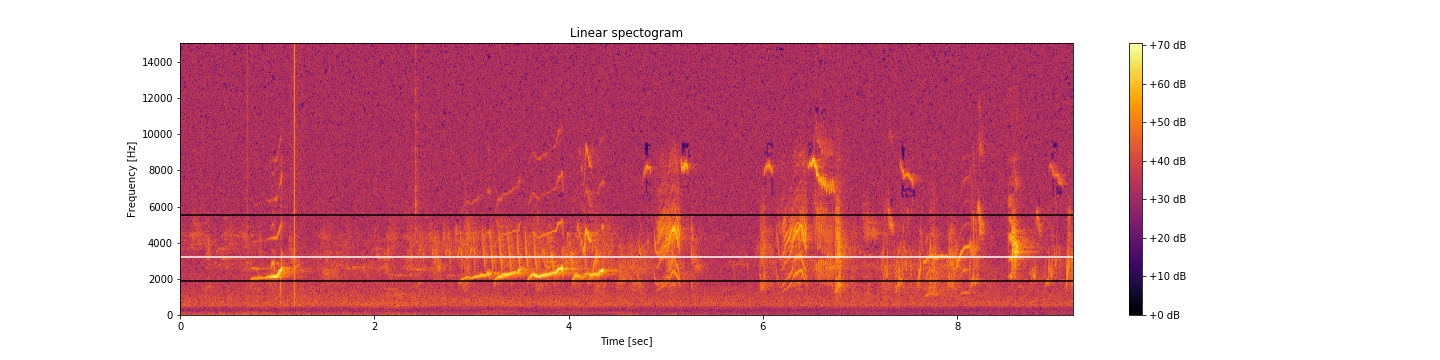 Linear spectogram
14000
12000
10000
8000
6000
4000
2000
0
Frequency [Hz]
0 2 4 6 8
Time [sec]
+70 dB
+60 dB
+50 dB
+40 dB
+30 dB
+20 dB
+10 dB
+0 dB